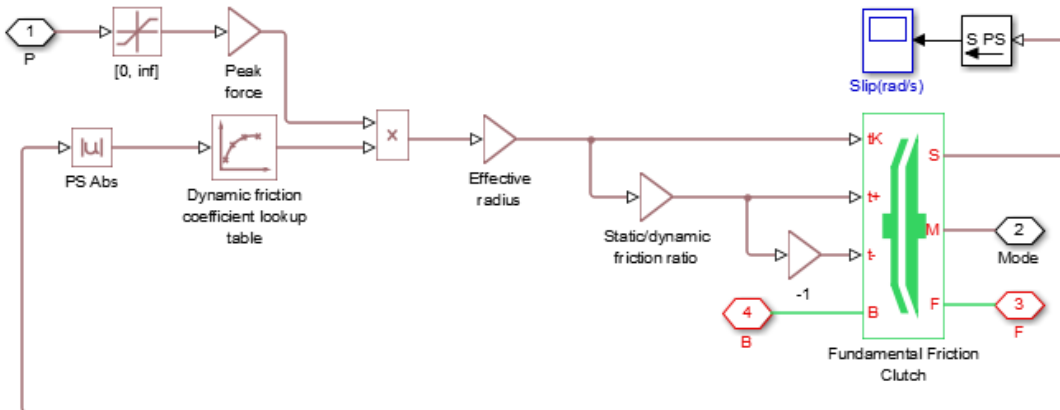 1
P
[0, inf]
Peak
force
S PS
Slip(rad/s)
|u|
PS Abs
Dynamic friction
coefficient lookup
table
x
Effective
radius
Static/dynamic
friction ratio
-1
tK
t+
t-
B
S
M
F
2
Mode
3
F
4
B
Fundamental Friction
Clutch